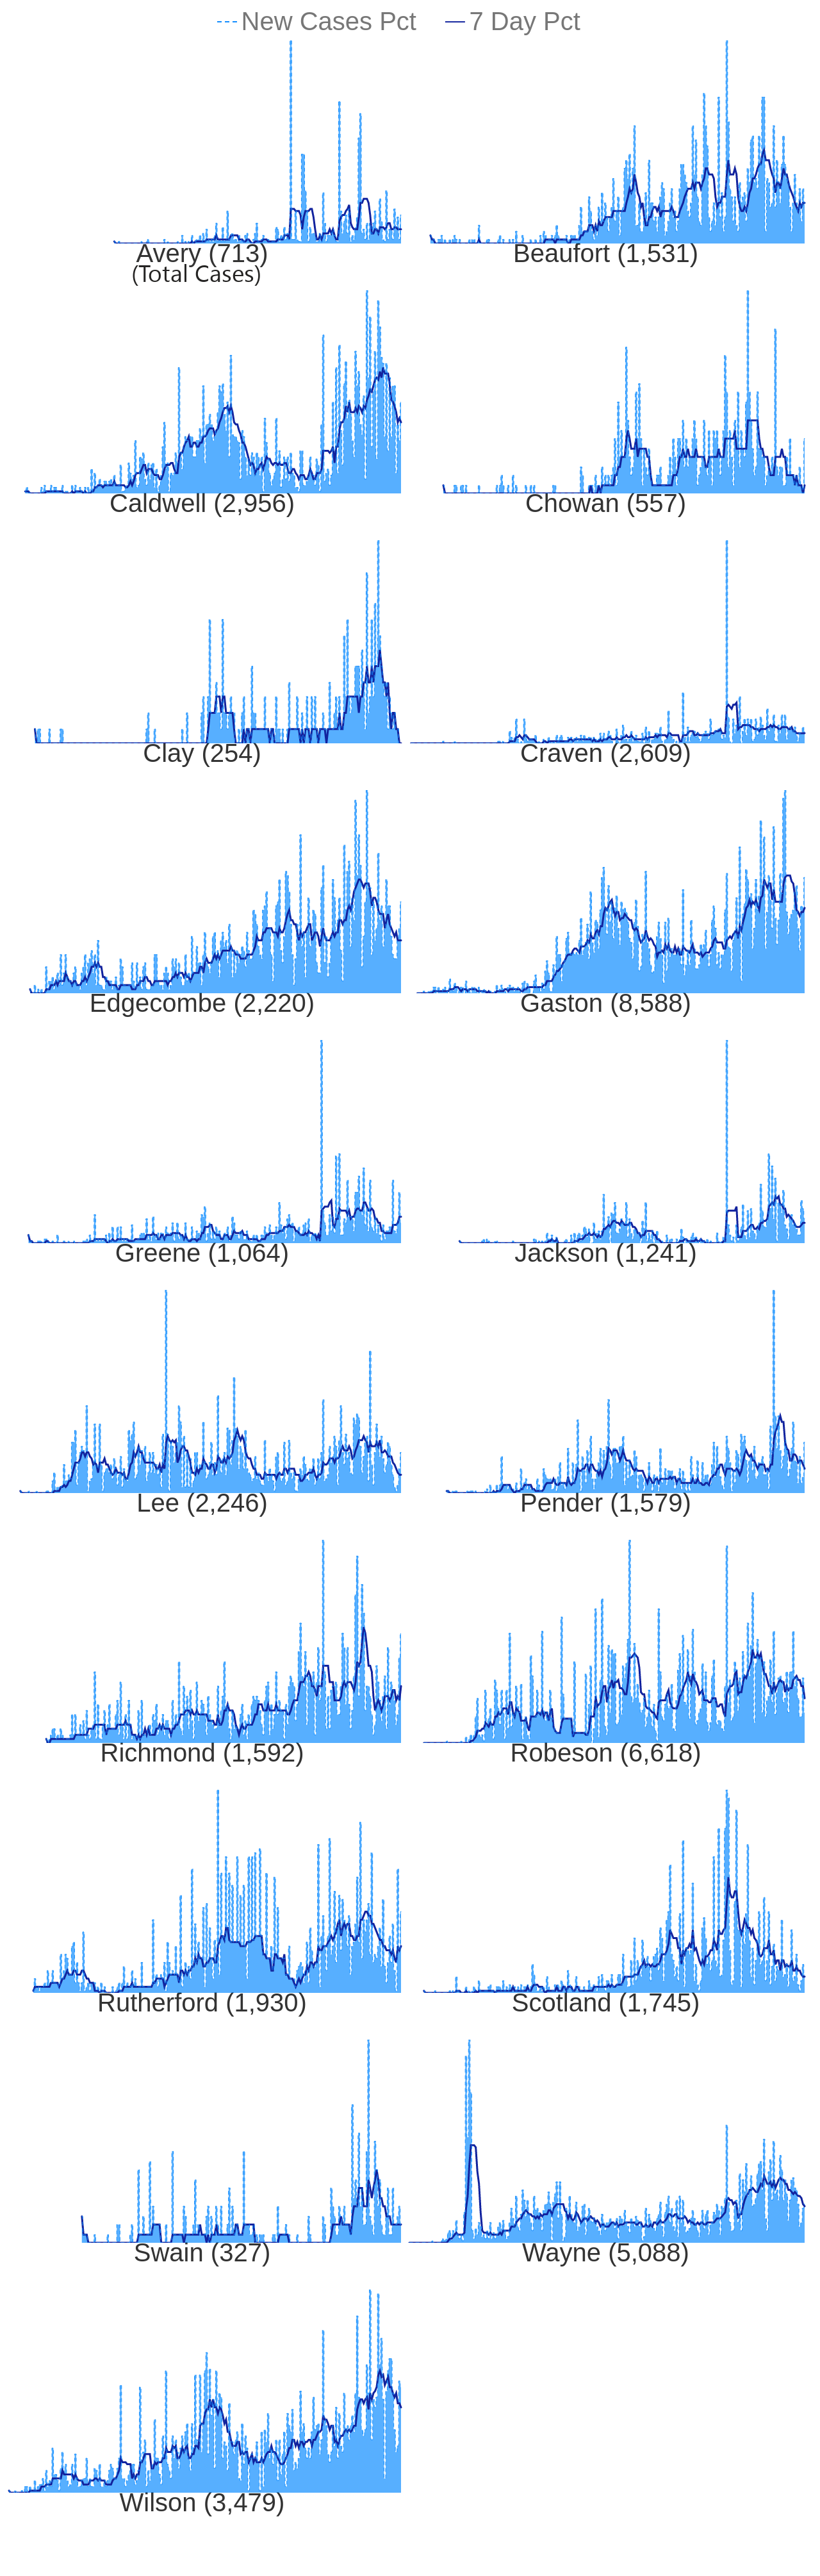 New Cases Pct 7 Day Pct
Avery (713) Beaufort (1,531)
(Total Cases)
Caldwell (2,956) Chowan (557)
Clay (254) Craven (2,609)
Edgecombe (2,220) Gaston (8,588)
Greene (1,064) Jackson (1,241)
Lee (2,246) Pender (1,579)
Richmond (1,592) Robeson (6,618)
Rutherford (1,930) Scotland (1,745)
Swain (327) Wayne (5,088)
Wilson (3,479)